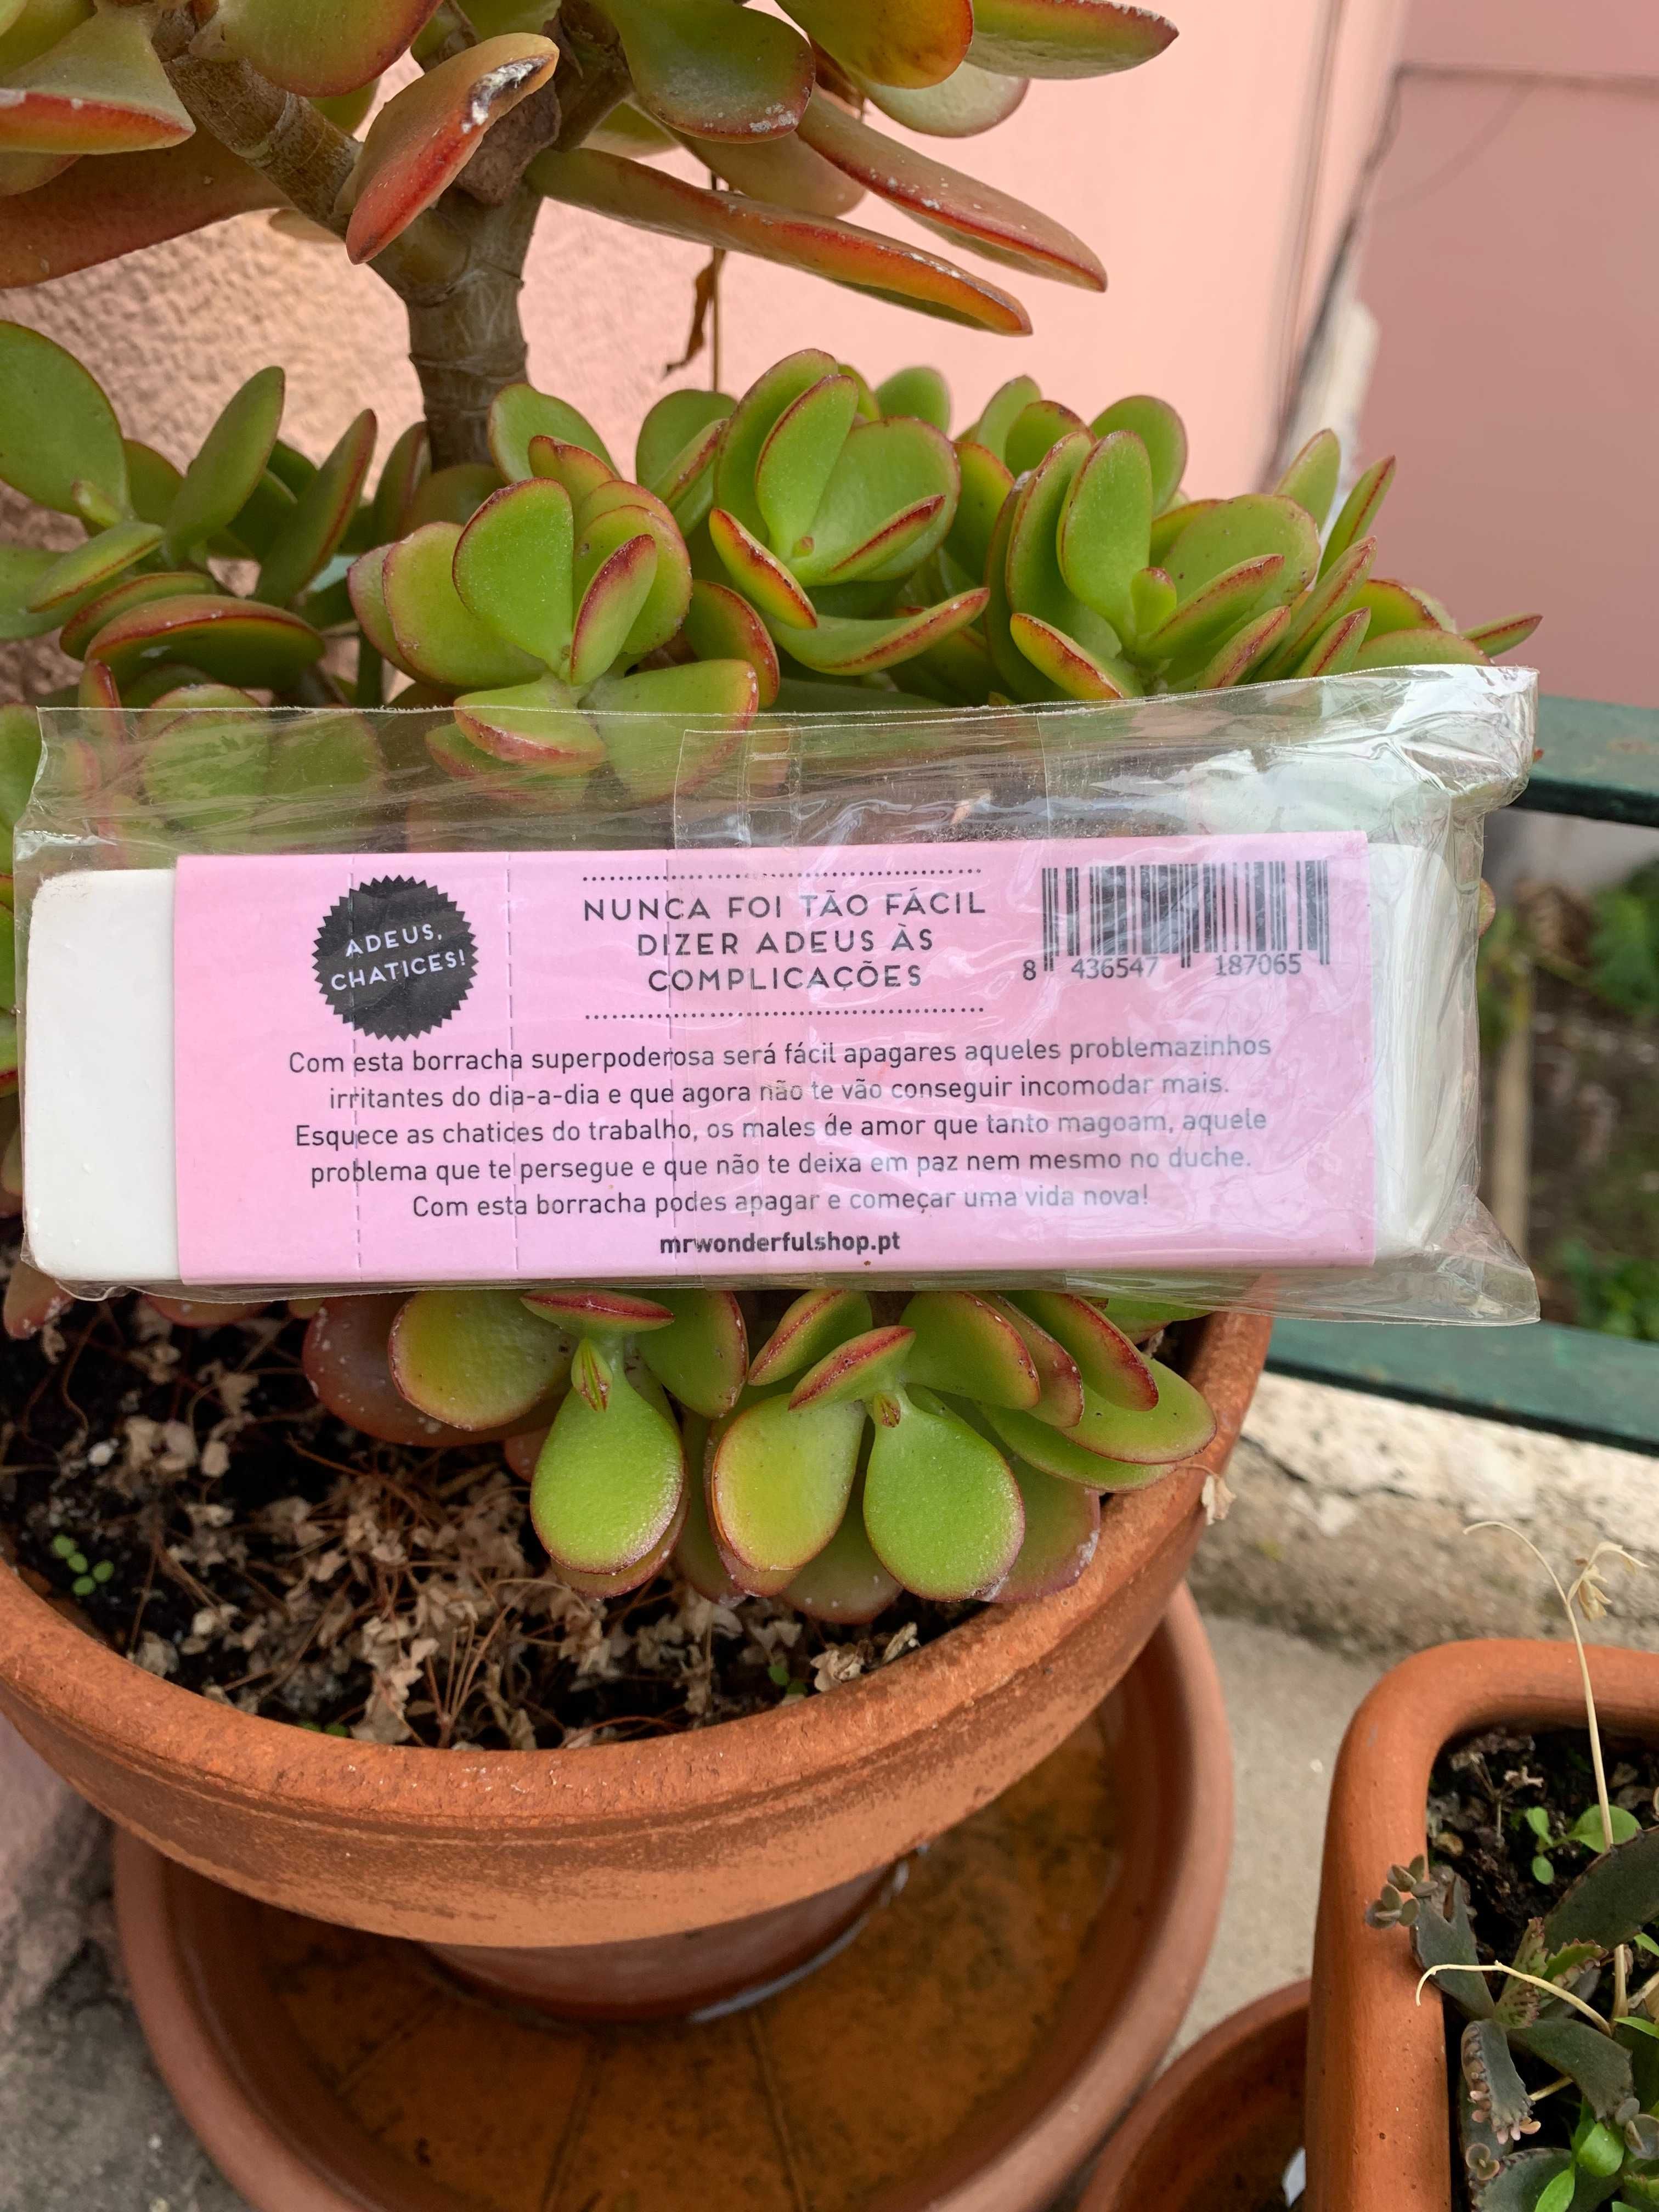 ADEUS,
CHATICES!
NUNCA FOI TÃO FÁCIL
DIZER ADEUS ÀS
COMPLICAÇÕES
8 436547 187065
Com esta borracha superpoderosa será fácil apagares aqueles problemazinhos
irritantes do dia-a-dia e que agora não te vão conseguir incomodar mais.
Esquece as chatices do trabalho, os males de amor que tanto magoam, aquele
problema que te persegue e que não te deixa em paz nem mesmo no duche.
Com esta borracha podes apagar e começar uma vida nova!
mrwonderfulshop.pt